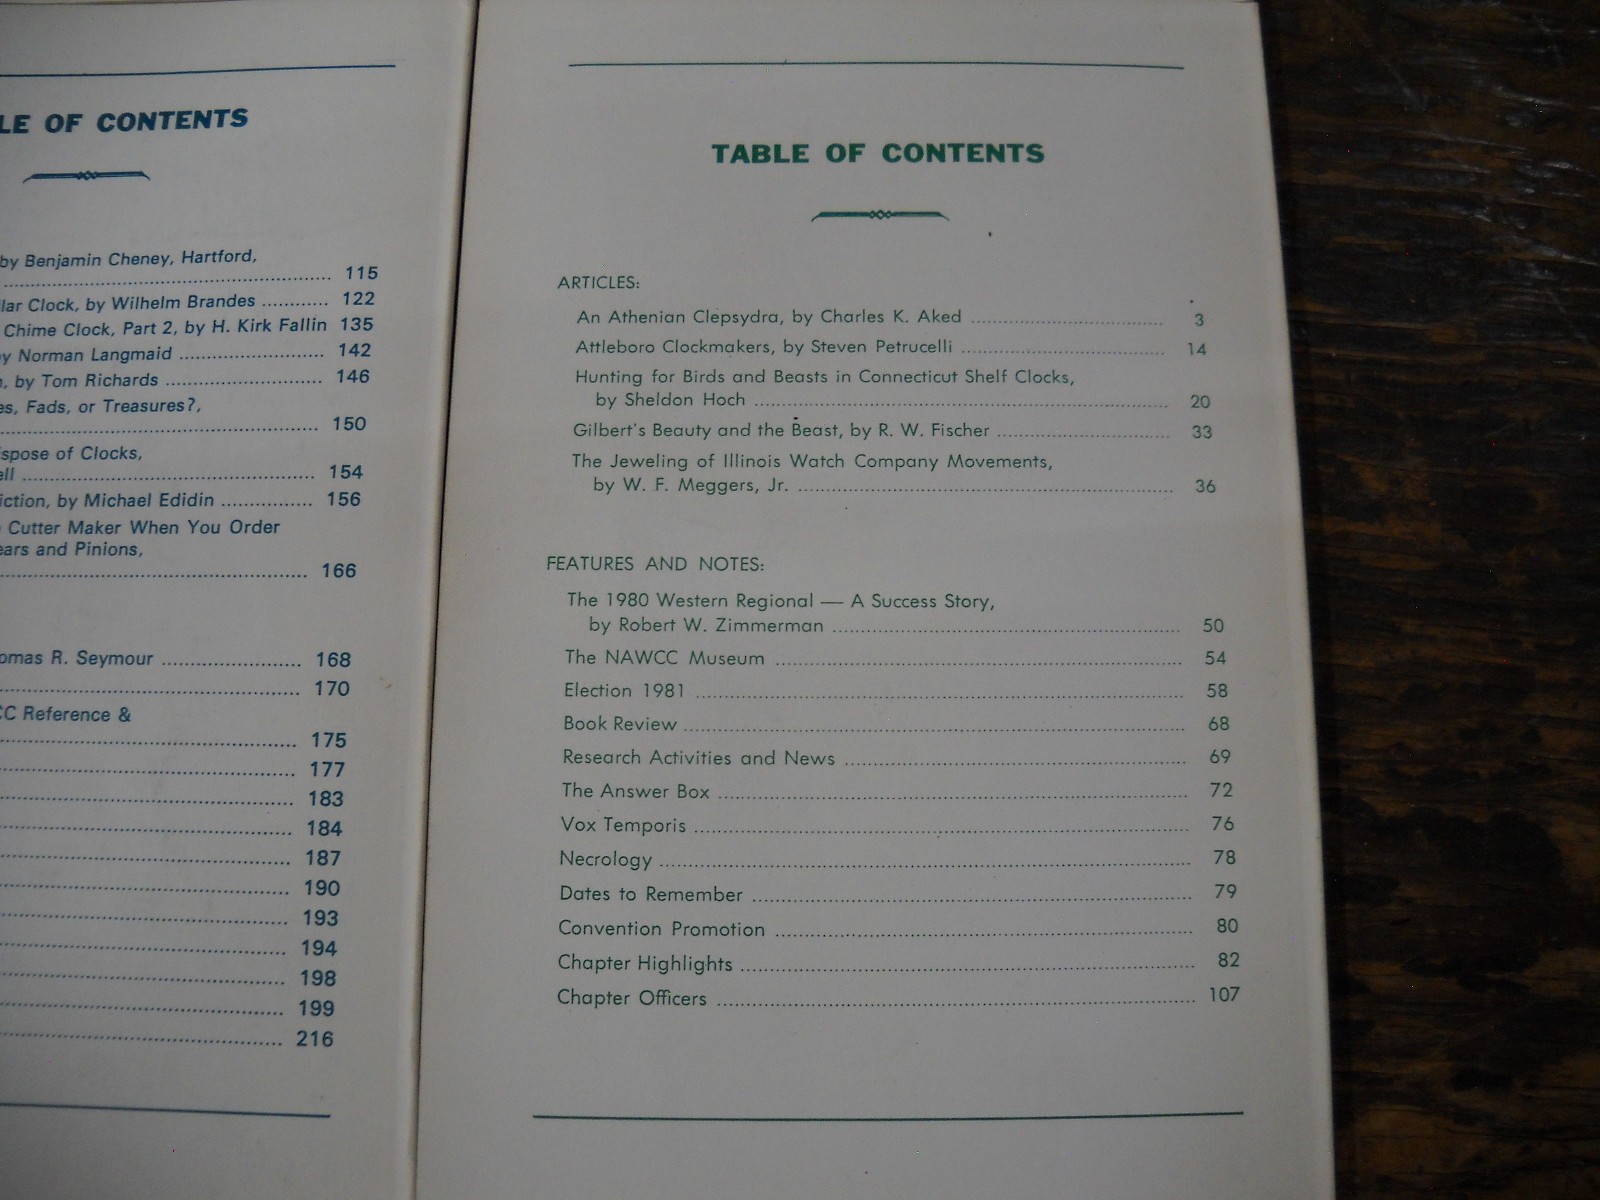 LE OF CONTENTS
by Benjamin Cheney, Hartford,
........ 115
lar Clock, by Wilhelm Brandes ........ 122
Chime Clock, Part 2, by H. Kirk Fallin 135
y Norman Langmaid ........ 142
, by Tom Richards ........ 146
es, Fads, or Treasures?,
........ 150
spose of Clocks,
ell ........ 154
iction, by Michael Edidin ........ 156
Cutter Maker When You Order
ears and Pinions,
........ 166
omas R. Seymour ........ 168
........ 170
CC Reference &
........ 175
........ 177
........ 183
........ 184
........ 187
........ 190
........ 193
........ 194
........ 198
........ 199
........ 216
TABLE OF CONTENTS
ARTICLES:
An Athenian Clepsydra, by Charles K. Aked ........ 3
Attleboro Clockmakers, by Steven Petrucelli ........ 14
Hunting for Birds and Beasts in Connecticut Shelf Clocks,
by Sheldon Hoch ........ 20
Gilbert's Beauty and the Beast, by R. W. Fischer ........ 33
The Jeweling of Illinois Watch Company Movements,
by W. F. Meggers, Jr. ........ 36
FEATURES AND NOTES:
The 1980 Western Regional — A Success Story,
by Robert W. Zimmerman ........ 50
The NAWCC Museum ........ 54
Election 1981 ........ 58
Book Review ........ 68
Research Activities and News ........ 69
The Answer Box ........ 72
Vox Temporis ........ 76
Necrology ........ 78
Dates to Remember ........ 79
Convention Promotion ........ 80
Chapter Highlights ........ 82
Chapter Officers ........ 107